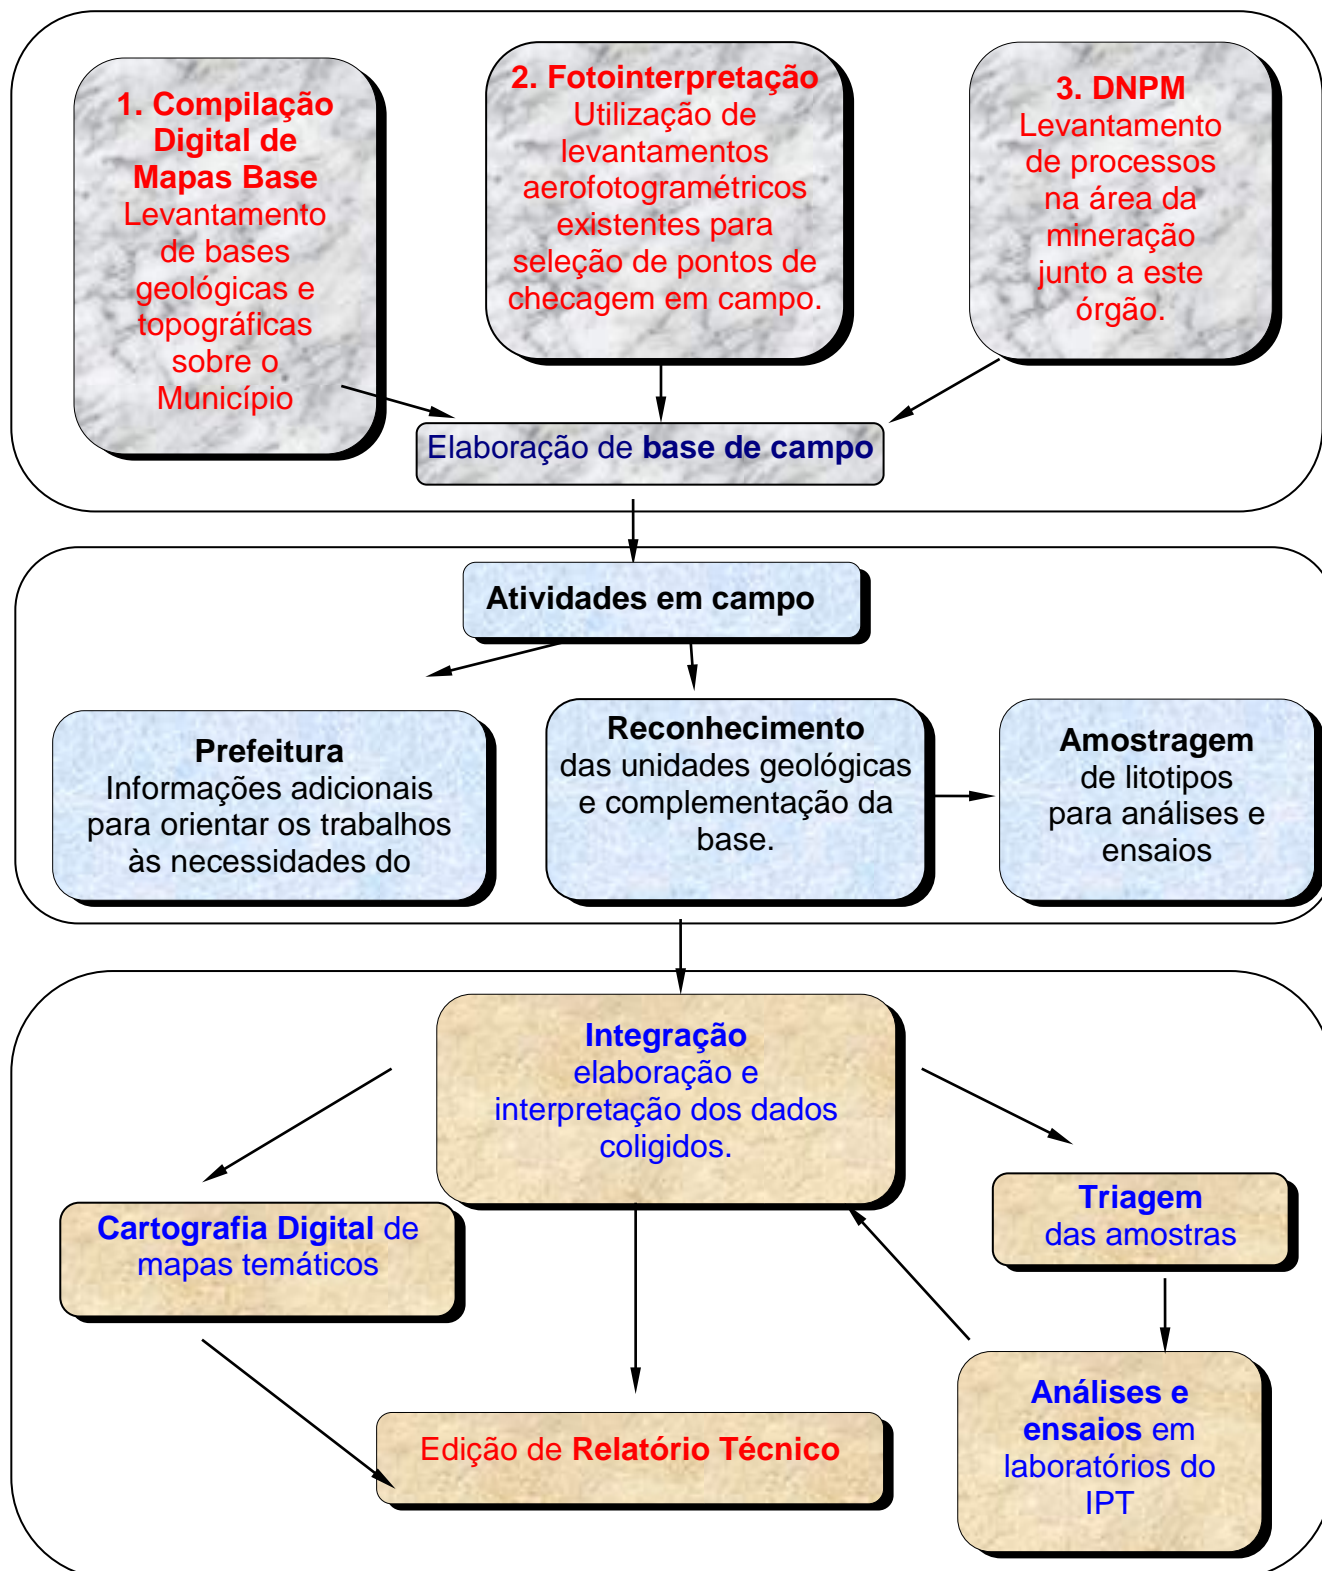 1. Compilação
Digital de
Mapas Base
Levantamento
de bases
geológicas e
topográficas
sobre o
Município
2. Fotointerpretação
Utilização de
levantamentos
aerofotogramétricos
existentes para
seleção de pontos de
checagem em campo.
3. DNPM
Levantamento
de processos
na área da
mineração
junto a este
órgão.
Elaboração de base de campo
Atividades em campo
Prefeitura
Informações adicionais
para orientar os trabalhos
às necessidades do
Reconhecimento
das unidades geológicas
e complementação da
base.
Amostragem
de litotipos
para análises e
ensaios
Integração
elaboração e
interpretação dos dados
coligidos.
Cartografia Digital de
mapas temáticos
Triagem
das amostras
Análises e
ensaios em
laboratórios do
IPT
Edição de Relatório Técnico